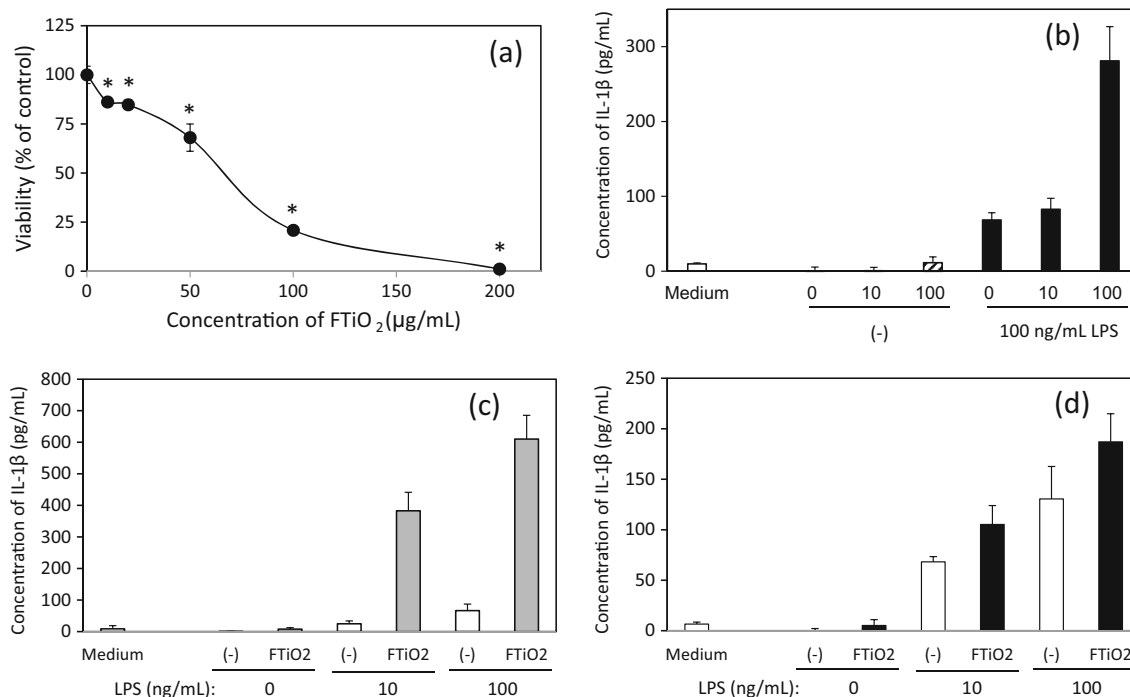 (a)
Viability (% of control)
125
100
75
50
25
0
* * * * *
0 50 100 150 200
Concentration of FTiO2(µg/mL)
(b)
Concentration of IL-1β (pg/mL)
300
200
100
0
Medium 0 10 100 0 10 100
(-) 100 ng/mL LPS
(c)
Concentration of IL-1β (pg/mL)
800
700
600
500
400
300
200
100
0
Medium (-) FTiO2 (-) FTiO2 (-) FTiO2
LPS (ng/mL): 0 10 100
(d)
Concentration of IL-1β (pg/mL)
250
200
150
100
50
0
Medium (-) FTiO2 (-) FTiO2 (-) FTiO2
LPS (ng/mL): 0 10 100